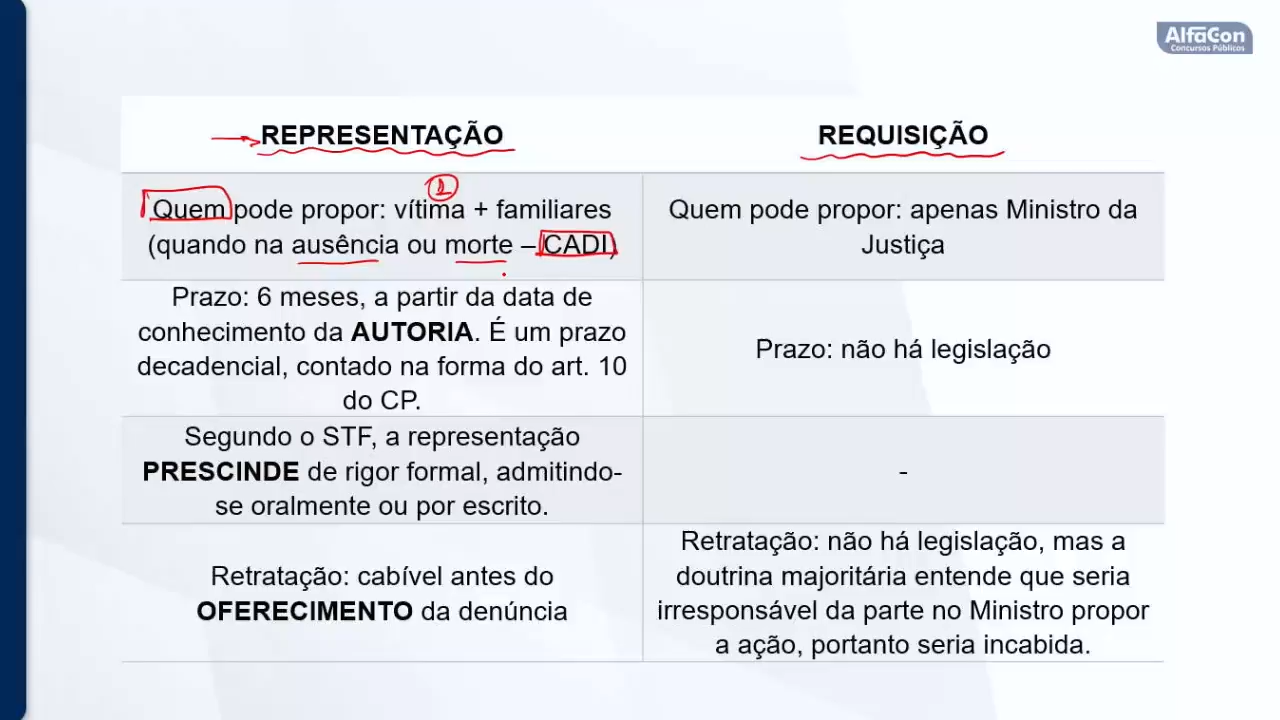 AlfaCon
Concursos Públicos
REPRESENTAÇÃO
REQUISIÇÃO
1
Quem pode propor: vítima + familiares
(quando na ausência ou morte – CADI)
Quem pode propor: apenas Ministro da
Justiça
Prazo: 6 meses, a partir da data de
conhecimento da AUTORIA. É um prazo
decadencial, contado na forma do art. 10
do CP.
Prazo: não há legislação
Segundo o STF, a representação
PRESCINDE de rigor formal, admitindo-
se oralmente ou por escrito.
-
Retratação: cabível antes do
OFERECIMENTO da denúncia
Retratação: não há legislação, mas a
doutrina majoritária entende que seria
irresponsável da parte no Ministro propor
a ação, portanto seria incabida.